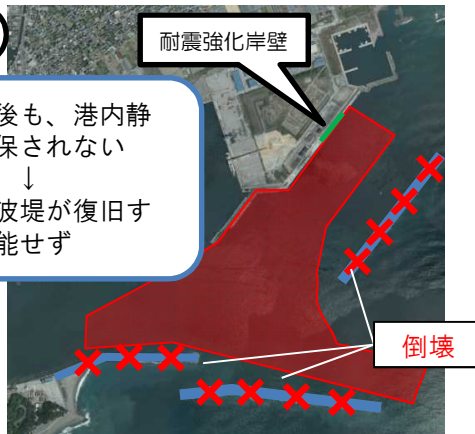 耐震強化岸壁
後も、港内静
保されない
↓
波堤が復旧す
能せず
倒壊